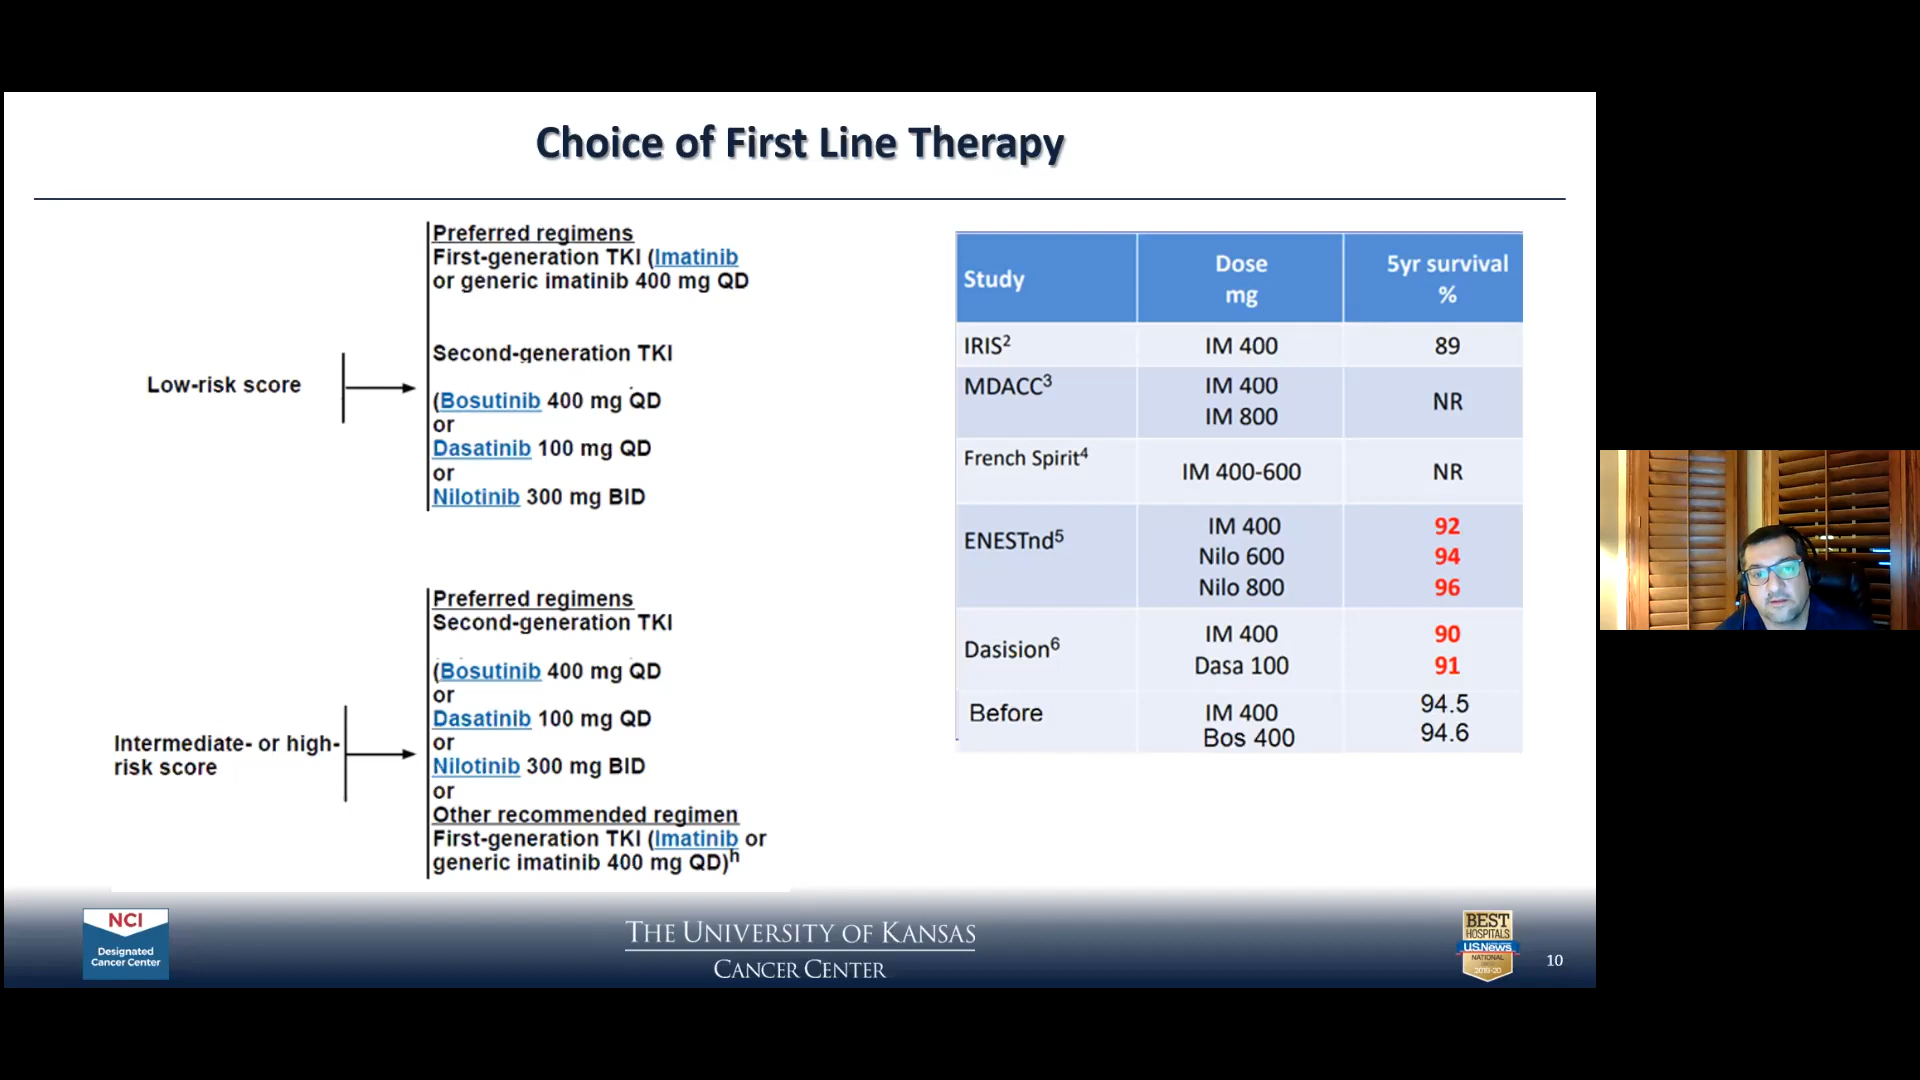 Choice of First Line Therapy
Preferred regimens
First-generation TKI (Imatinib
or generic imatinib 400 mg QD
Second-generation TKI
Low-risk score
(Bosutinib 400 mg QD
or
Dasatinib 100 mg QD
or
Nilotinib 300 mg BID
Preferred regimens
Second-generation TKI
(Bosutinib 400 mg QD
or
Dasatinib 100 mg QD
or
Intermediate- or high-
risk score
Nilotinib 300 mg BID
or
Other recommended regimen
First-generation TKI (Imatinib or
generic imatinib 400 mg QD)h
Study
Dose
mg
5yr survival
%
IRIS2
IM 400
89
MDACC3
IM 400
IM 800
NR
French Spirit4
IM 400-600
NR
ENESTnd5
IM 400
Nilo 600
Nilo 800
92
94
96
Dasision6
IM 400
Dasa 100
90
91
Before
IM 400
Bos 400
94.5
94.6
NCI
Designated
Cancer Center
THE UNIVERSITY OF KANSAS
CANCER CENTER
BEST
HOSPITALS
U.S.News
NATIONAL
2019-20
10